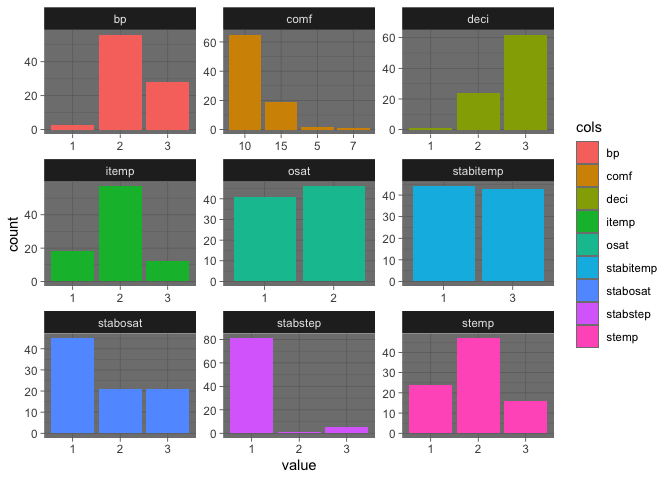 bp comf deci
40 20 0
60 40 20 0
60 40 20 0
1 2 3
10 15 5 7
1 2 3
itemp osat stabitemp
40 20 0
40 30 20 10 0
40 30 20 10 0
1 2 3
1 2
1 3
stabosat stabstep stemp
40 30 20 10 0
80 60 40 20 0
40 30 20 10 0
1 2 3
1 2 3
1 2 3
count
value
cols
bp
comf
deci
itemp
osat
stabitemp
stabosat
stabstep
stemp